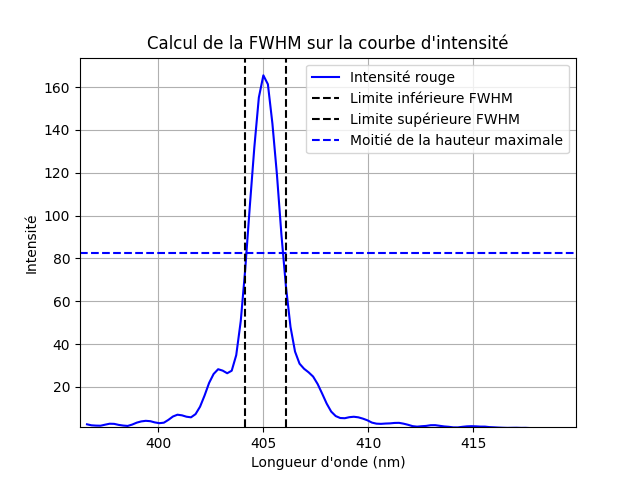 Calcul de la FWHM sur la courbe d'intensité
Intensité rouge
Limite inférieure FWHM
Limite supérieure FWHM
Moitié de la hauteur maximale
160
140
120
100
80
60
40
20
Intensité
400
405
410
415
Longueur d'onde (nm)